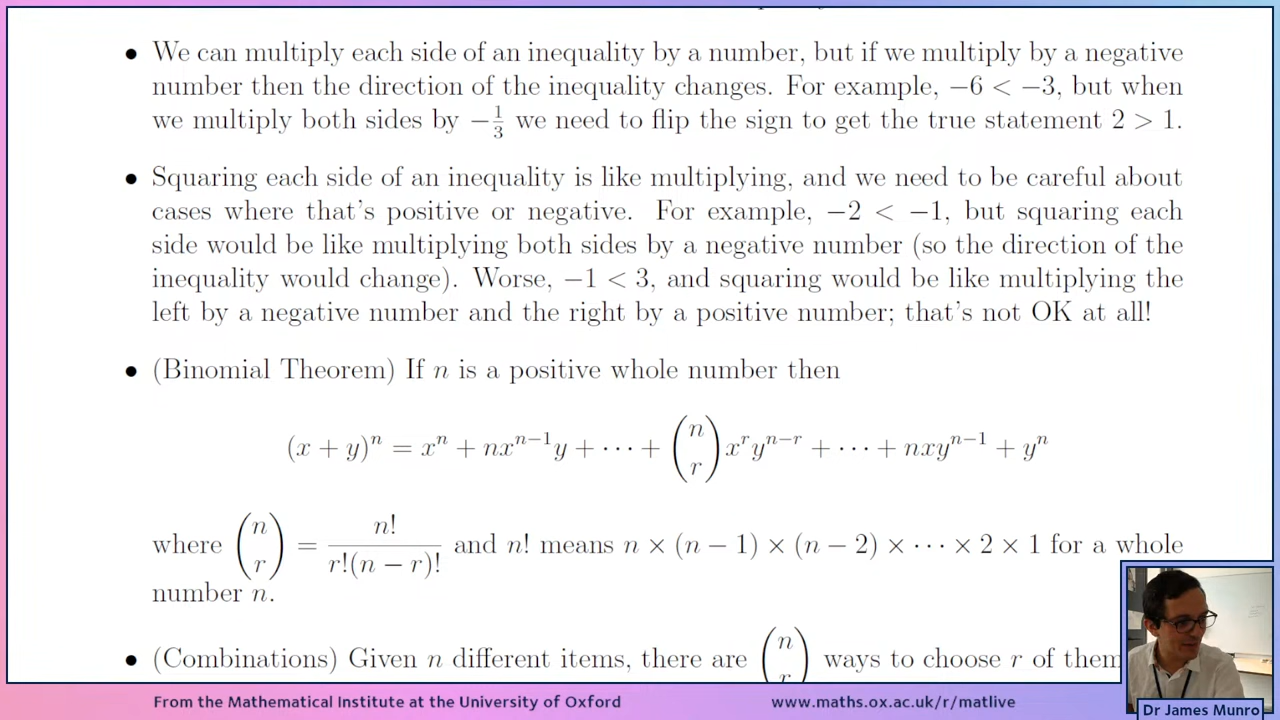 • We can multiply each side of an inequality by a number, but if we multiply by a negative
number then the direction of the inequality changes. For example, −6 < −3, but when
we multiply both sides by −1/3 we need to flip the sign to get the true statement 2 > 1.
• Squaring each side of an inequality is like multiplying, and we need to be careful about
cases where that's positive or negative. For example, −2 < −1, but squaring each
side would be like multiplying both sides by a negative number (so the direction of the
inequality would change). Worse, −1 < 3, and squaring would be like multiplying the
left by a negative number and the right by a positive number; that's not OK at all!
• (Binomial Theorem) If n is a positive whole number then
(x + y)^n = x^n + nx^{n−1}y + ⋯ + \binom{n}{r} x^r y^{n−r} + ⋯ + nxy^{n−1} + y^n
where \binom{n}{r} = \frac{n!}{r!(n − r)!} and n! means n × (n − 1) × (n − 2) × ⋯ × 2 × 1 for a whole
number n.
• (Combinations) Given n different items, there are \binom{n}{r} ways to choose r of them
From the Mathematical Institute at the University of Oxford
www.maths.ox.ac.uk/r/matlive
Dr James Munro